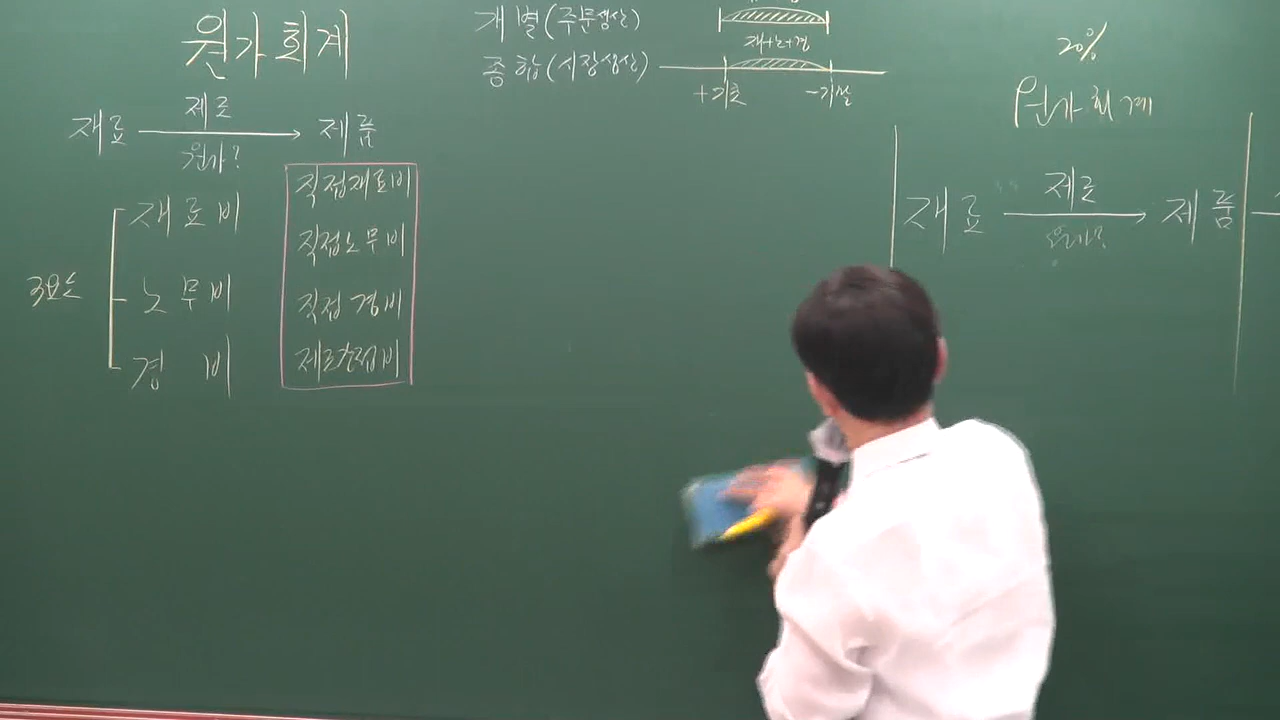 원가회계
재료 제조 제품
원가?
3요소
재료비
노무비
경비
직접재료비
직접노무비
직접경비
제조간접비
개별(주문생산)
종합(시장생산)
재+노+경
+기초 -기말
20%
원가회계
재료 제조 제품
원가?